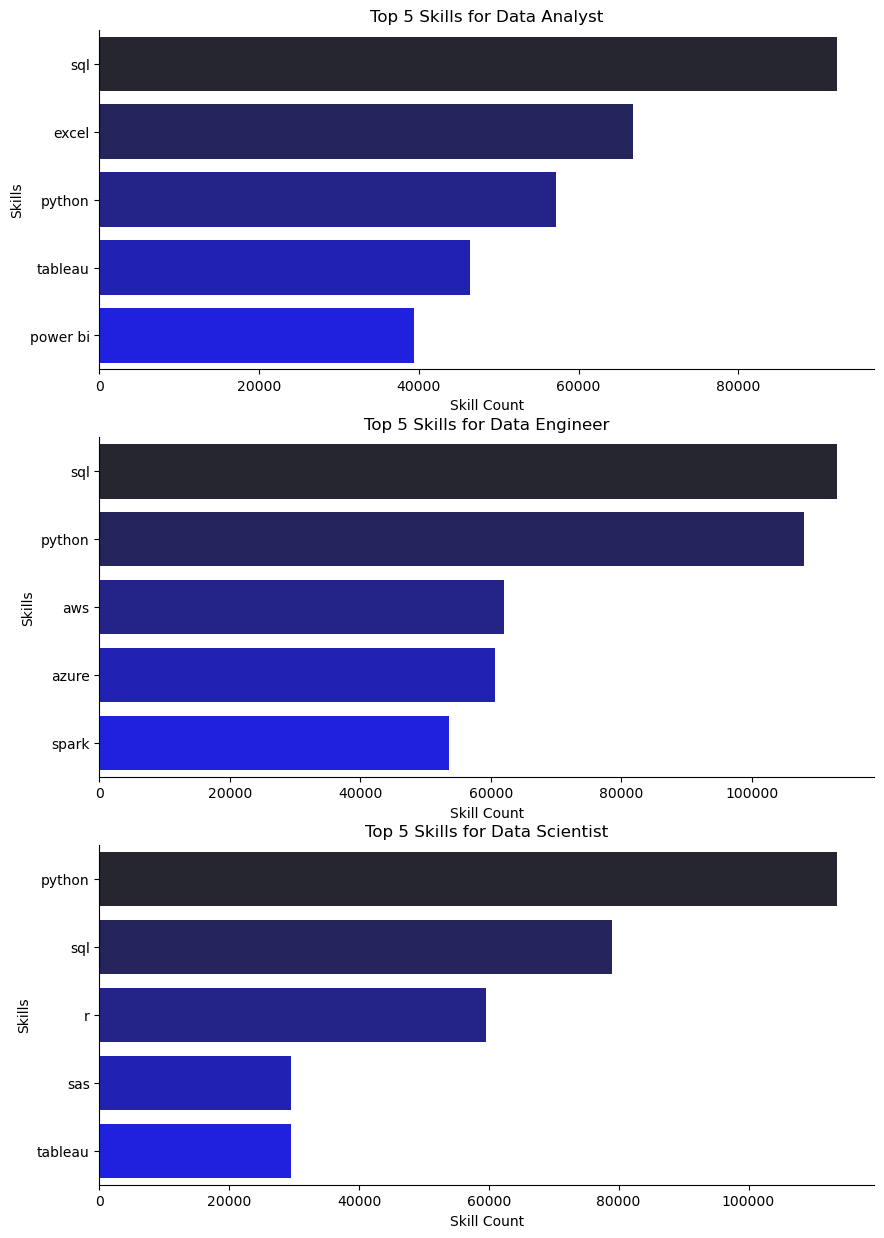 Top 5 Skills for Data Analyst
Skills
sql
excel
python
tableau
power bi
0 20000 40000 60000 80000
Skill Count
Top 5 Skills for Data Engineer
Skills
sql
python
aws
azure
spark
0 20000 40000 60000 80000 100000
Skill Count
Top 5 Skills for Data Scientist
Skills
python
sql
r
sas
tableau
0 20000 40000 60000 80000 100000
Skill Count